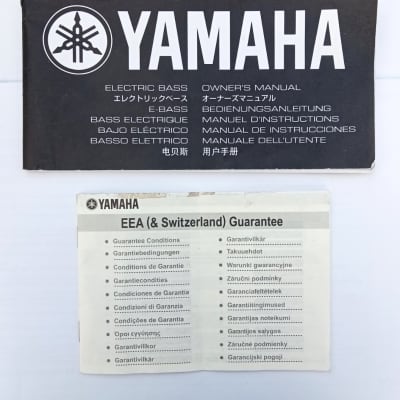 YAMAHA
ELECTRIC BASS OWNER'S MANUAL
エレクトリックベース オーナーズマニュアル
E-BASS BEDIENUNGSANLEITUNG
BASS ELECTRIQUE MANUEL D'INSTRUCTIONS
BAJO ELÉCTRICO MANUAL DE INSTRUCCIONES
BASSO ELETTRICO MANUALE DELL'UTENTE
电贝斯 用户手册
YAMAHA
EEA (& Switzerland) Guarantee
Guarantee Conditions
Garantiebedingungen
Conditions de Garantie
Garantiecondities
Condiciones de Garantia
Condizioni di Garanzia
Condições de Garantia
Όροι εγγύησης
Garantivillkor
Garantivilkår
Garantivilkår
Takuuehdot
Warunki gwarancyjne
Záruční podmínky
Garanciafeltételek
Garantiitingimused
Garantijas noteikumi
Garantijos sąlygos
Záručné podmienky
Garancijski pogoji